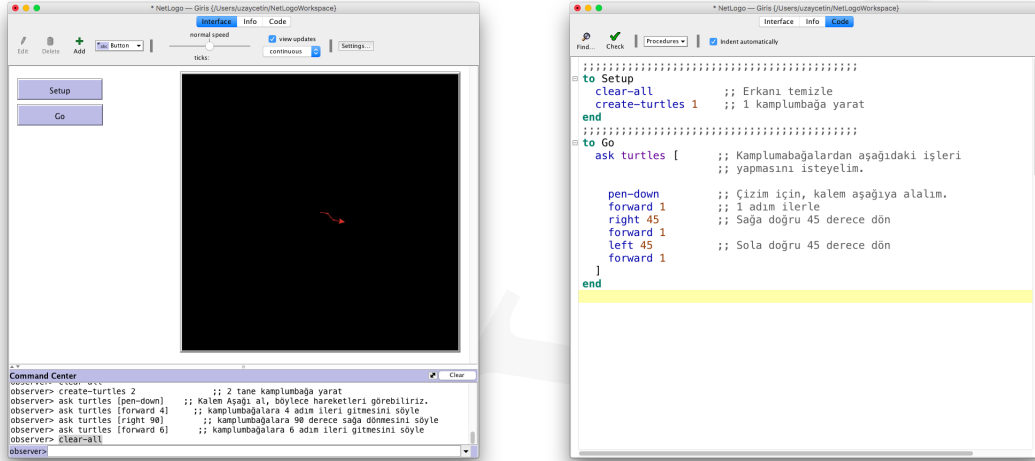 * NetLogo — Giris {/Users/uzaycetin/NetLogoWorkspace}
Interface Info Code
Edit Delete Add
abc Button
normal speed
ticks:
view updates
continuous
Settings...
Setup
Go
Command Center
Clear
observer> clear-all
observer> create-turtles 2 ;; 2 tane kamplumbağa yarat
observer> ask turtles [pen-down] ;; Kalem Aşağı al, böylece hareketleri görebiliriz.
observer> ask turtles [forward 4] ;; kamplumbağalara 4 adım ileri gitmesini söyle
observer> ask turtles [right 90] ;; kamplumbağalara 90 derece sağa dönmesini söyle
observer> ask turtles [forward 6] ;; kamplumbağalara 6 adım ileri gitmesini söyle
observer> clear-all
observer>
* NetLogo — Giris {/Users/uzaycetin/NetLogoWorkspace}
Interface Info Code
Find... Check
Procedures
Indent automatically
;;;;;;;;;;;;;;;;;;;;;;;;;;;;;;;;;;;;;;;;;;;
to Setup
clear-all ;; Erkanı temizle
create-turtles 1 ;; 1 kamplumbağa yarat
end
;;;;;;;;;;;;;;;;;;;;;;;;;;;;;;;;;;;;;;;;;;;
to Go
ask turtles [ ;; Kamplumabağalardan aşağıdaki işleri
;; yapmasını isteyelim.
pen-down ;; Çizim için, kalem aşağıya alalım.
forward 1 ;; 1 adım ilerle
right 45 ;; Sağa doğru 45 derece dön
forward 1
left 45 ;; Sola doğru 45 derece dön
forward 1
]
end